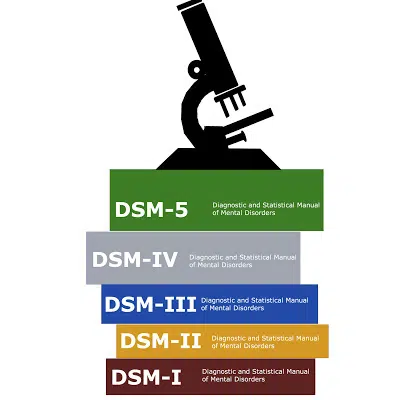 DSM-5
Diagnostic and Statistical Manual
of Mental Disorders
DSM-IV
Diagnostic and Statistical Manual
of Mental Disorders
DSM-III
Diagnostic and Statistical Manual
of Mental Disorders
DSM-II
Diagnostic and Statistical Manual
of Mental Disorders
DSM-I
Diagnostic and Statistical Manual
of Mental Disorders